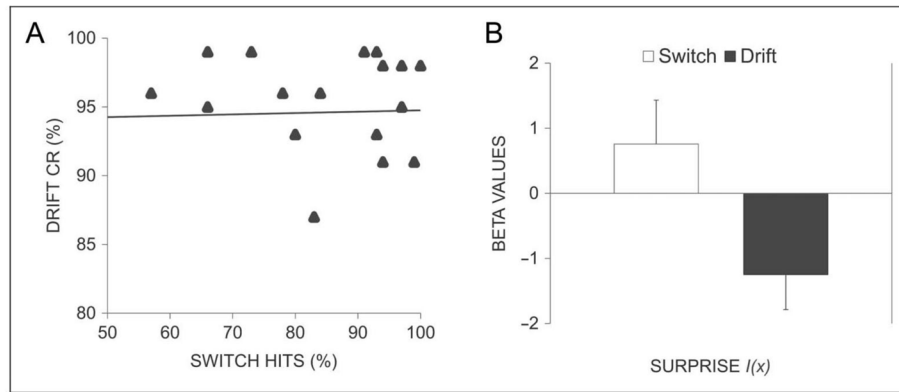 A
100
95
90
85
80
DRIFT CR (%)
50 60 70 80 90 100
SWITCH HITS (%)
B
Switch Drift
2
1
0
−1
−2
BETA VALUES
SURPRISE I(x)